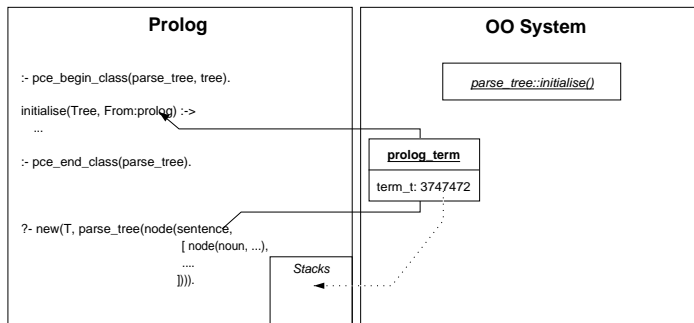 Prolog
:- pce_begin_class(parse_tree, tree).
initialise(Tree, From:prolog) :->
...
:- pce_end_class(parse_tree).
?- new(T, parse_tree(node(sentence,
[ node(noun, ...),
....
]))).
Stacks
OO System
parse_tree::initialise()
prolog_term
term_t: 3747472